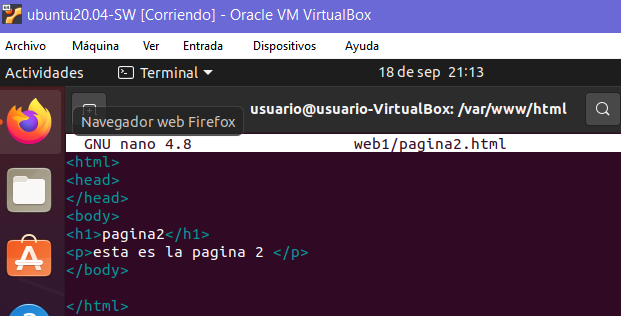 ubuntu20.04-SW [Corriendo] - Oracle VM VirtualBox
Archivo Máquina Ver Entrada Dispositivos Ayuda
Actividades Terminal 18 de sep 21:13
usuario@usuario-VirtualBox: /var/www/html
Navegador web Firefox
GNU nano 4.8 web1/pagina2.html
<html>
<head>
</head>
<body>
<h1>pagina2</h1>
<p>esta es la pagina 2 </p>
</body>
</html>